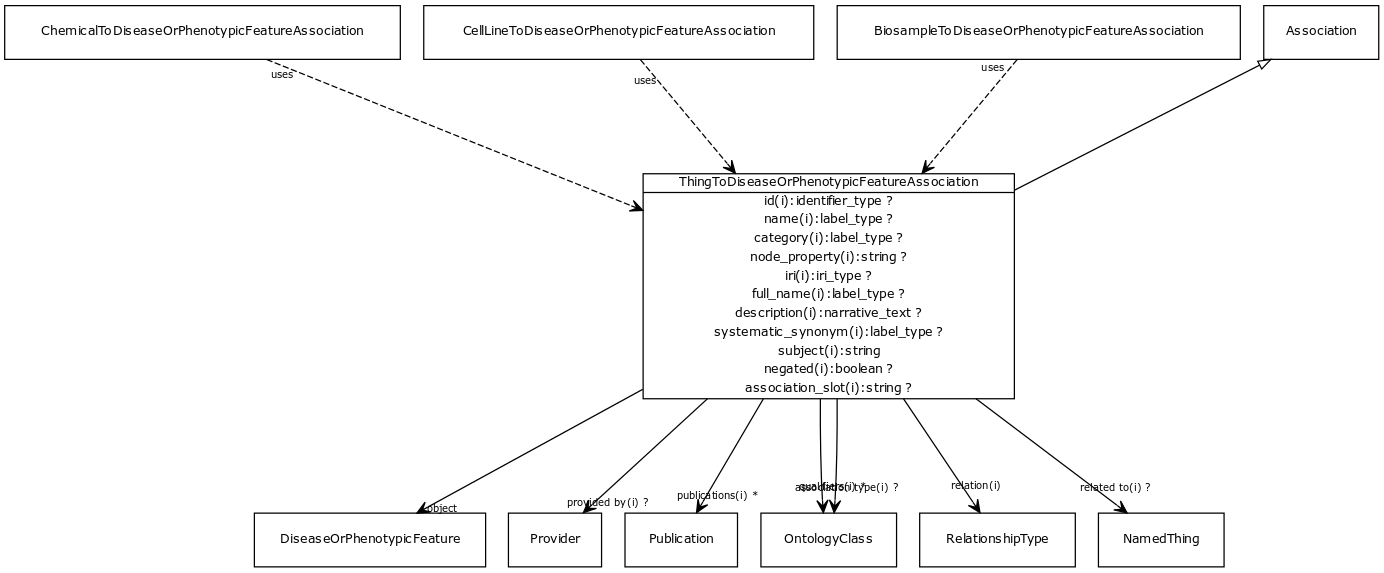 ChemicalToDiseaseOrPhenotypicFeatureAssociation
CellLineToDiseaseOrPhenotypicFeatureAssociation
BiosampleToDiseaseOrPhenotypicFeatureAssociation
Association
uses
uses
uses
ThingToDiseaseOrPhenotypicFeatureAssociation
id(i):identifier_type ?
name(i):label_type ?
category(i):label_type ?
node_property(i):string ?
iri(i):iri_type ?
full_name(i):label_type ?
description(i):narrative_text ?
systematic_synonym(i):label_type ?
subject(i):string
negated(i):boolean ?
association_slot(i):string ?
object
provided by(i) ?
publications(i) *
qualifiers(i) *
association type(i) ?
relation(i)
related to(i) ?
DiseaseOrPhenotypicFeature
Provider
Publication
OntologyClass
RelationshipType
NamedThing